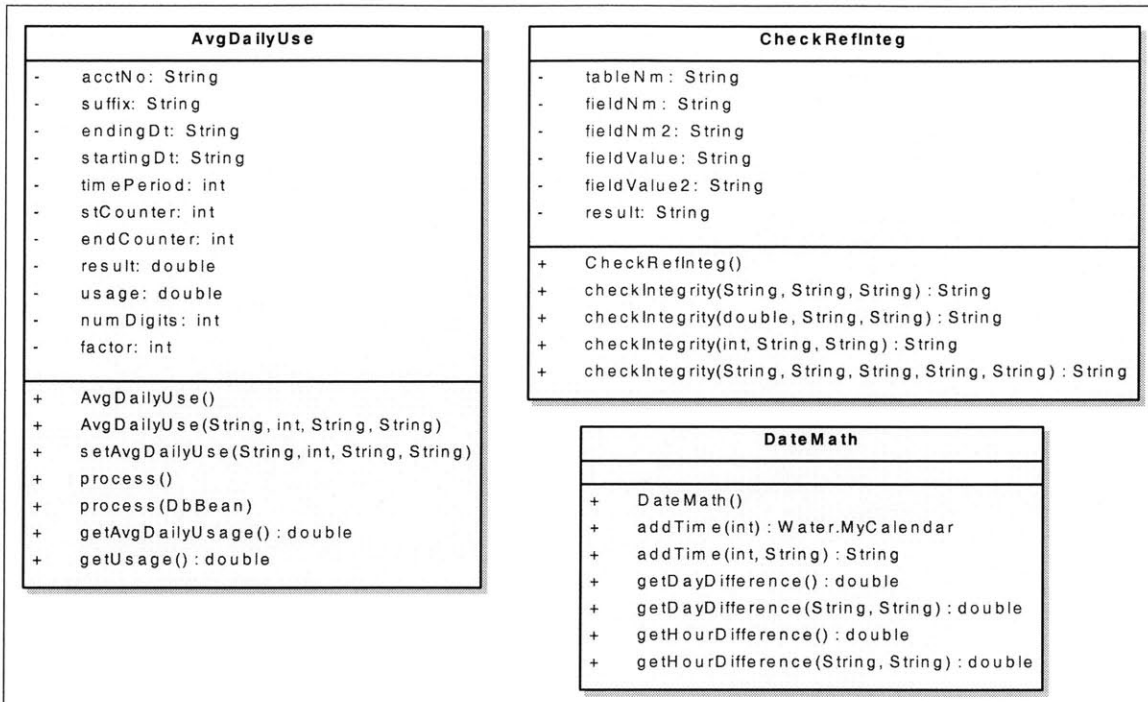 AvgDailyUse
- acctNo: String
- suffix: String
- endingDt: String
- startingDt: String
- timePeriod: int
- stCounter: int
- endCounter: int
- result: double
- usage: double
- numDigits: int
- factor: int
+ AvgDailyUse()
+ AvgDailyUse(String, int, String, String)
+ setAvgDailyUse(String, int, String, String)
+ process()
+ process(DbBean)
+ getAvgDailyUsage() : double
+ getUsage() : double
CheckRefInteg
- tableNm: String
- fieldNm: String
- fieldNm2: String
- fieldValue: String
- fieldValue2: String
- result: String
+ CheckRefInteg()
+ checkIntegrity(String, String, String) : String
+ checkIntegrity(double, String, String) : String
+ checkIntegrity(int, String, String) : String
+ checkIntegrity(String, String, String, String, String) : String
DateMath
+ DateMath()
+ addTime(int) : Water.MyCalendar
+ addTime(int, String) : String
+ getDayDifference() : double
+ getDayDifference(String, String) : double
+ getHourDifference() : double
+ getHourDifference(String, String) : double